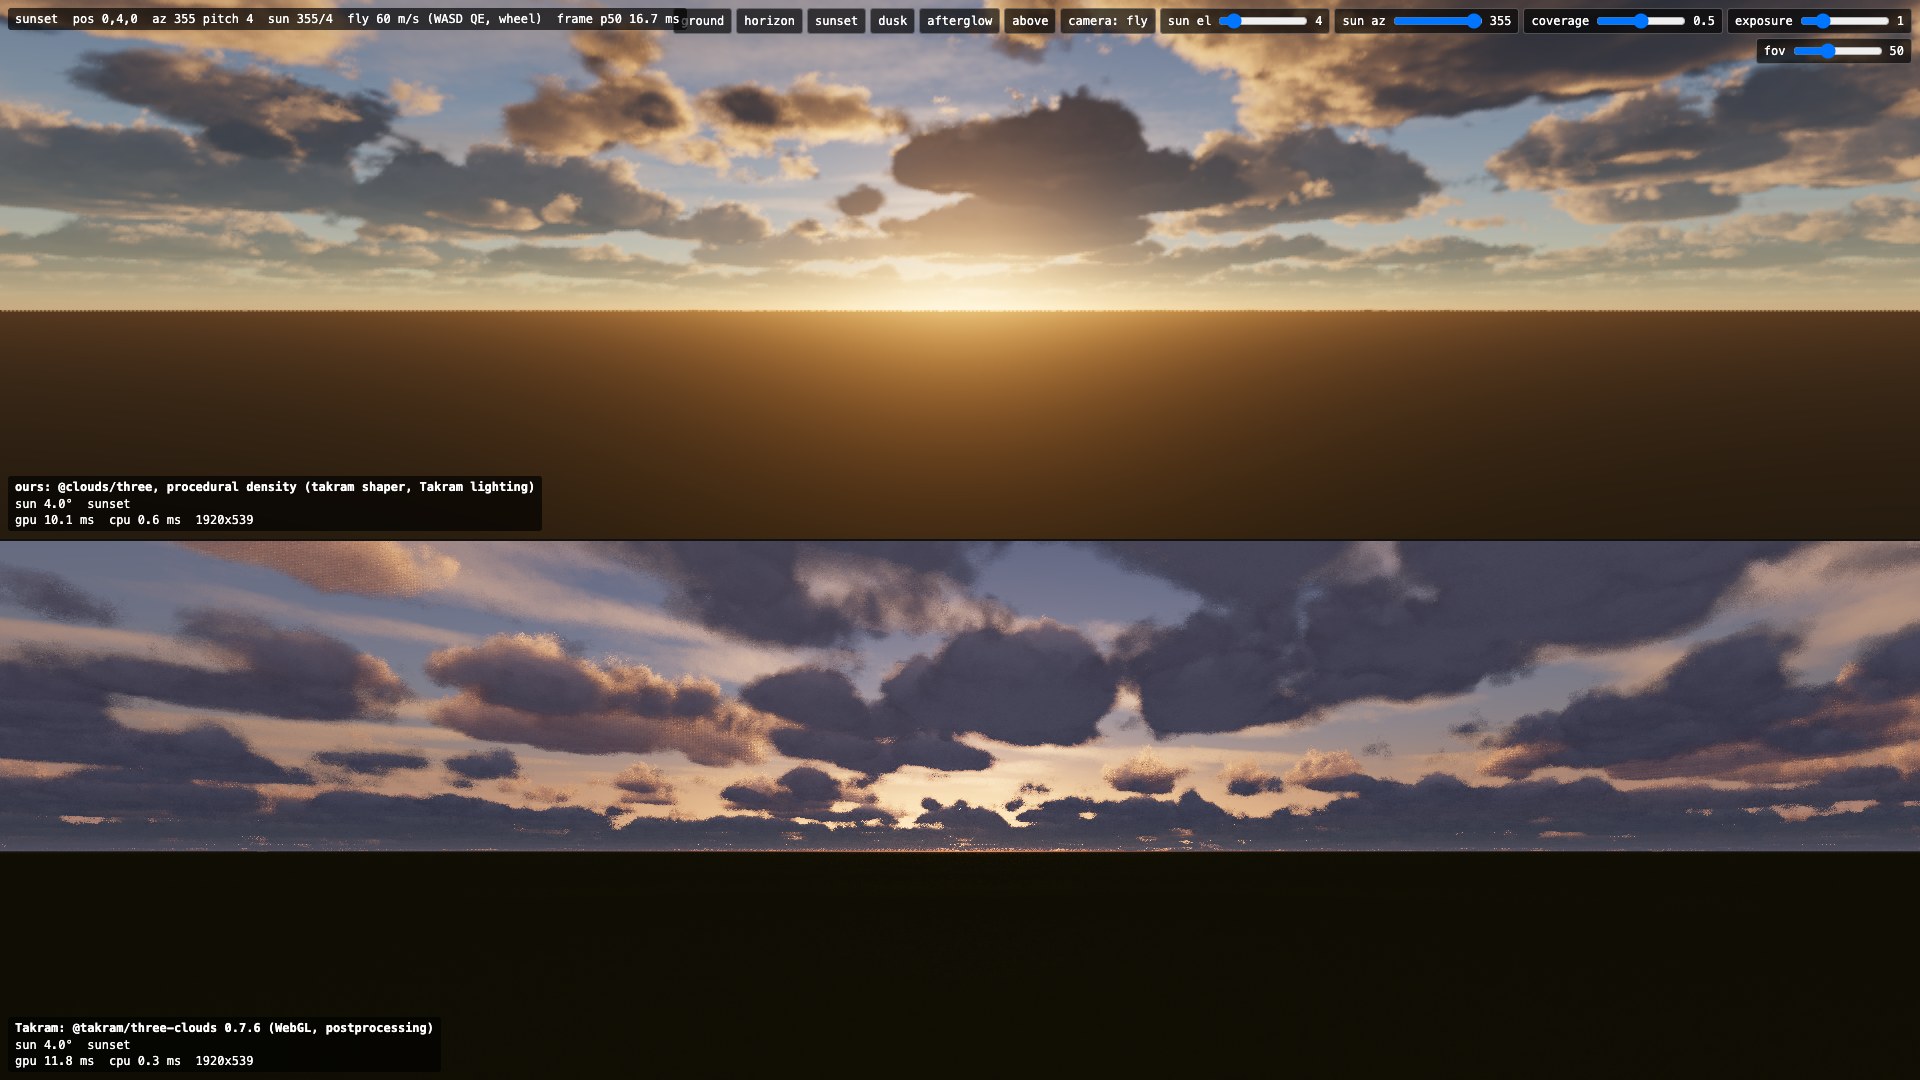 sunset  pos 0,4,0  az 355 pitch 4  sun 355/4  fly 60 m/s (WASD QE, wheel)  frame p50 16.7 ms
horizon  sunset  dusk  afterglow  above  camera: fly  sun el 4  sun az 355  coverage 0.5  exposure 1
fov 50
ours: @clouds/three, procedural density (takram shaper, Takram lighting)
sun 4.0°  sunset
gpu 10.1 ms  cpu 0.6 ms  1920x539
Takram: @takram/three-clouds 0.7.6 (WebGL, postprocessing)
sun 4.0°  sunset
gpu 11.8 ms  cpu 0.3 ms  1920x539